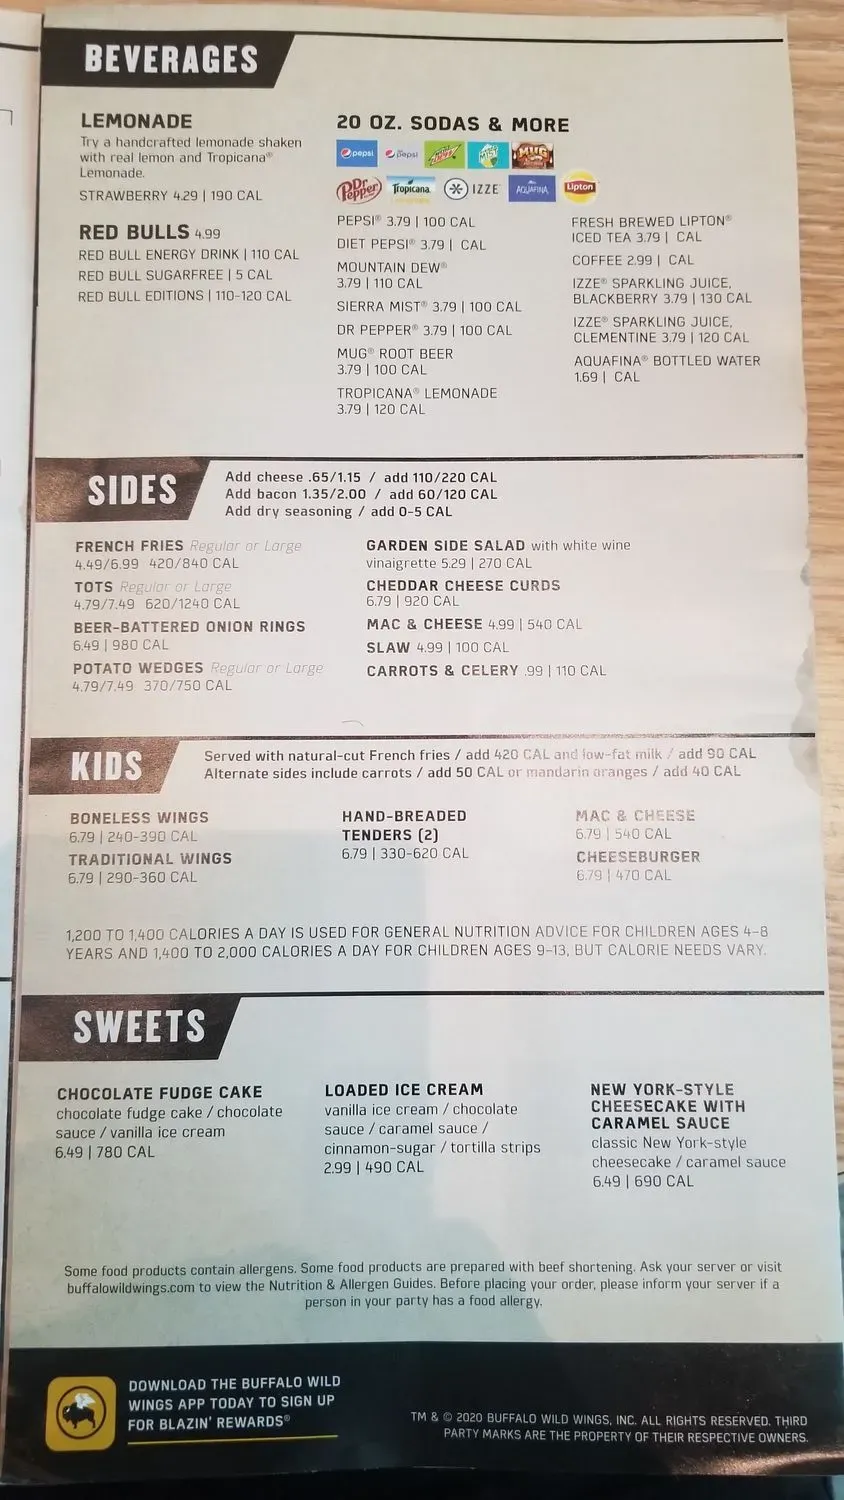 BEVERAGES
LEMONADE
Try a handcrafted lemonade shaken
with real lemon and Tropicana®
Lemonade.
STRAWBERRY 4.29 | 190 CAL
RED BULLS 4.99
RED BULL ENERGY DRINK | 110 CAL
RED BULL SUGARFREE | 5 CAL
RED BULL EDITIONS | 110-120 CAL
20 OZ. SODAS & MORE
pepsi pepsi MUG
Dr Pepper Tropicana IZZE AQUAFINA Lipton
PEPSI® 3.79 | 100 CAL
DIET PEPSI® 3.79 | CAL
MOUNTAIN DEW®
3.79 | 110 CAL
SIERRA MIST® 3.79 | 100 CAL
DR PEPPER® 3.79 | 100 CAL
MUG® ROOT BEER
3.79 | 100 CAL
TROPICANA® LEMONADE
3.79 | 120 CAL
FRESH BREWED LIPTON®
ICED TEA 3.79 | CAL
COFFEE 2.99 | CAL
IZZE® SPARKLING JUICE,
BLACKBERRY 3.79 | 130 CAL
IZZE® SPARKLING JUICE,
CLEMENTINE 3.79 | 120 CAL
AQUAFINA® BOTTLED WATER
1.69 | CAL
SIDES
Add cheese .65/1.15 / add 110/220 CAL
Add bacon 1.35/2.00 / add 60/120 CAL
Add dry seasoning / add 0-5 CAL
FRENCH FRIES Regular or Large
4.49/6.99 420/840 CAL
TOTS Regular or Large
4.79/7.49 620/1240 CAL
BEER-BATTERED ONION RINGS
6.49 | 980 CAL
POTATO WEDGES Regular or Large
4.79/7.49 370/750 CAL
GARDEN SIDE SALAD with white wine
vinaigrette 5.29 | 270 CAL
CHEDDAR CHEESE CURDS
6.79 | 920 CAL
MAC & CHEESE 4.99 | 540 CAL
SLAW 4.99 | 100 CAL
CARROTS & CELERY .99 | 110 CAL
KIDS
Served with natural-cut French fries / add 420 CAL and low-fat milk / add 90 CAL
Alternate sides include carrots / add 50 CAL or mandarin oranges / add 40 CAL
BONELESS WINGS
6.79 | 240-390 CAL
TRADITIONAL WINGS
6.79 | 290-360 CAL
HAND-BREADED
TENDERS (2)
6.79 | 330-620 CAL
MAC & CHEESE
6.79 | 540 CAL
CHEESEBURGER
6.79 | 470 CAL
1,200 TO 1,400 CALORIES A DAY IS USED FOR GENERAL NUTRITION ADVICE FOR CHILDREN AGES 4-8
YEARS AND 1,400 TO 2,000 CALORIES A DAY FOR CHILDREN AGES 9-13, BUT CALORIE NEEDS VARY.
SWEETS
CHOCOLATE FUDGE CAKE
chocolate fudge cake / chocolate
sauce / vanilla ice cream
6.49 | 780 CAL
LOADED ICE CREAM
vanilla ice cream / chocolate
sauce / caramel sauce /
cinnamon-sugar / tortilla strips
2.99 | 490 CAL
NEW YORK-STYLE
CHEESECAKE WITH
CARAMEL SAUCE
classic New York-style
cheesecake / caramel sauce
6.49 | 690 CAL
Some food products contain allergens. Some food products are prepared with beef shortening. Ask your server or visit
buffalowildwings.com to view the Nutrition & Allergen Guides. Before placing your order, please inform your server if a
person in your party has a food allergy.
DOWNLOAD THE BUFFALO WILD
WINGS APP TODAY TO SIGN UP
FOR BLAZIN' REWARDS®
TM & © 2020 BUFFALO WILD WINGS, INC. ALL RIGHTS RESERVED. THIRD
PARTY MARKS ARE THE PROPERTY OF THEIR RESPECTIVE OWNERS.